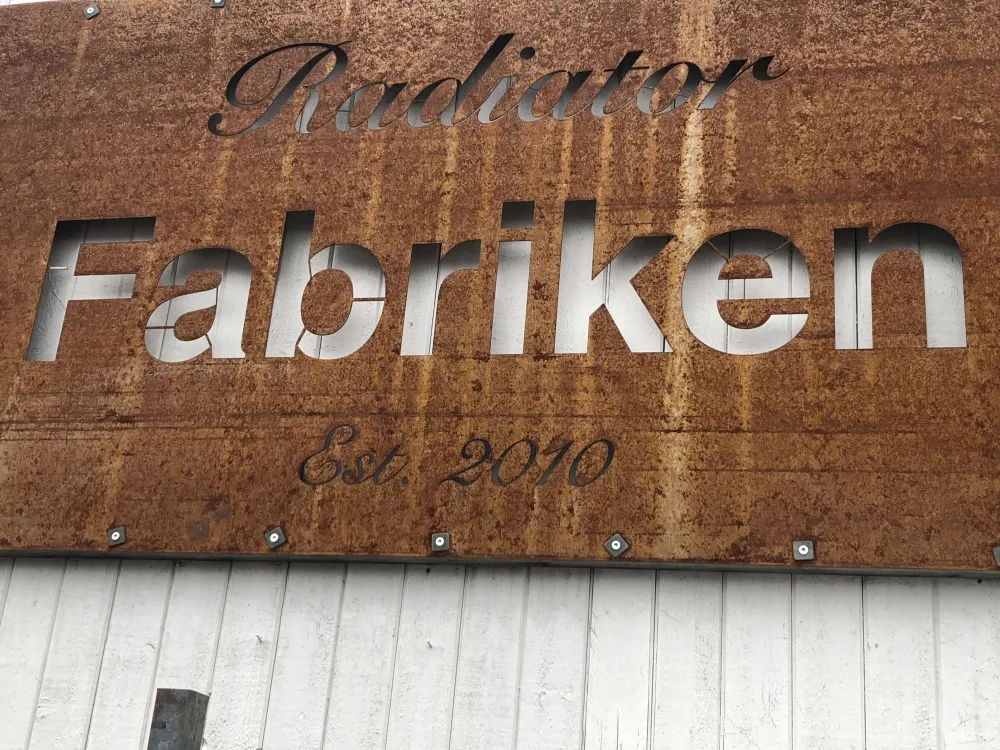 Radiator
Fabriken
Est. 2010